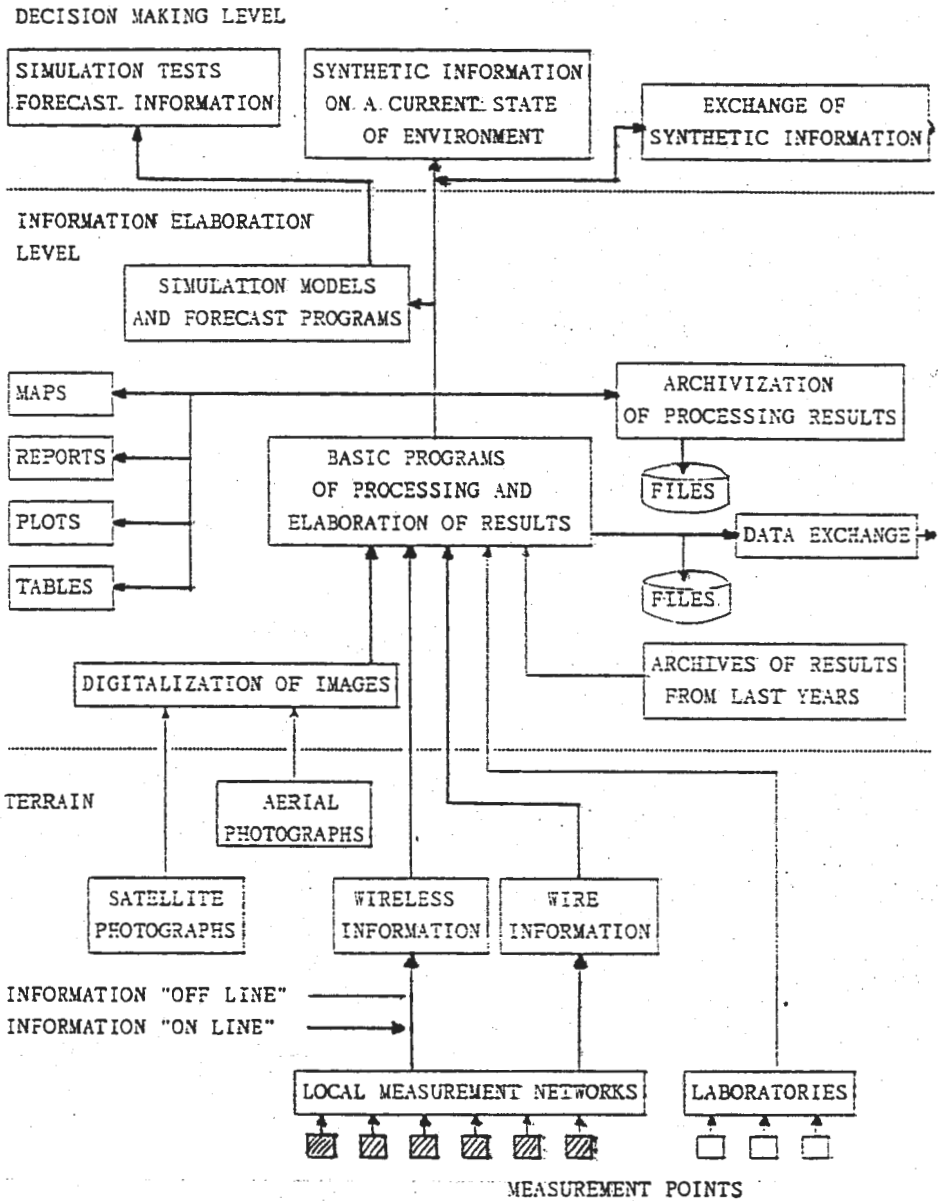 DECISION MAKING LEVEL
SIMULATION TESTS
FORECAST INFORMATION
SYNTHETIC INFORMATION
ON A CURRENT STATE
OF ENVIRONMENT
EXCHANGE OF
SYNTHETIC INFORMATION
INFORMATION ELABORATION
LEVEL
SIMULATION MODELS
AND FORECAST PROGRAMS
MAPS
REPORTS
PLOTS
TABLES
ARCHIVIZATION
OF PROCESSING RESULTS
FILES
BASIC PROGRAMS
OF PROCESSING AND
ELABORATION OF RESULTS
DATA EXCHANGE
FILES
DIGITALIZATION OF IMAGES
ARCHIVES OF RESULTS
FROM LAST YEARS
TERRAIN
AERIAL
PHOTOGRAPHS
SATELLITE
PHOTOGRAPHS
WIRELESS
INFORMATION
WIRE
INFORMATION
INFORMATION "OFF LINE"
INFORMATION "ON LINE"
LOCAL MEASUREMENT NETWORKS
LABORATORIES
MEASUREMENT POINTS